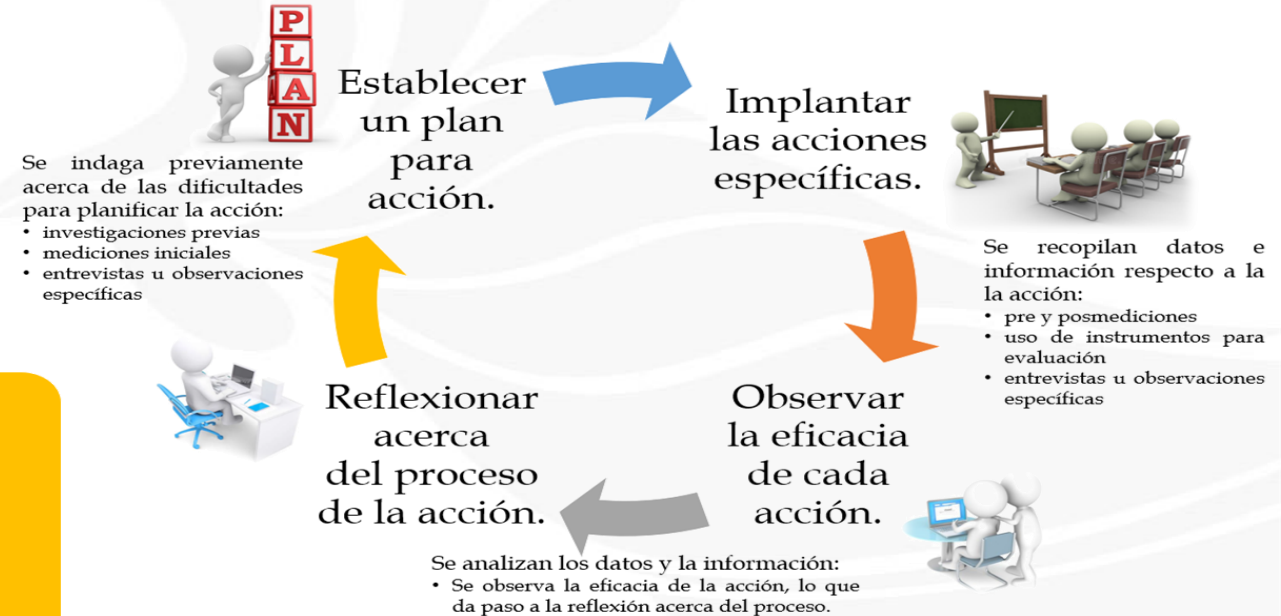 PLAN
Establecer
un plan
para
acción.
Se indaga previamente
acerca de las dificultades
para planificar la acción:
• investigaciones previas
• mediciones iniciales
• entrevistas u observaciones
específicas
Implantar
las acciones
específicas.
Se recopilan datos e
información respecto a la
la acción:
• pre y posmediciones
• uso de instrumentos para
evaluación
• entrevistas u observaciones
específicas
Observar
la eficacia
de cada
acción.
Se analizan los datos y la información:
• Se observa la eficacia de la acción, lo que
da paso a la reflexión acerca del proceso.
Reflexionar
acerca
del proceso
de la acción.